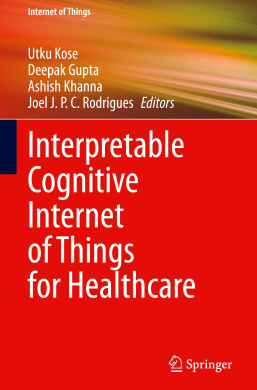 Internet of Things
Utku Kose
Deepak Gupta
Ashish Khanna
Joel J. P. C. Rodrigues Editors
Interpretable
Cognitive
Internet
of Things
for Healthcare
Springer